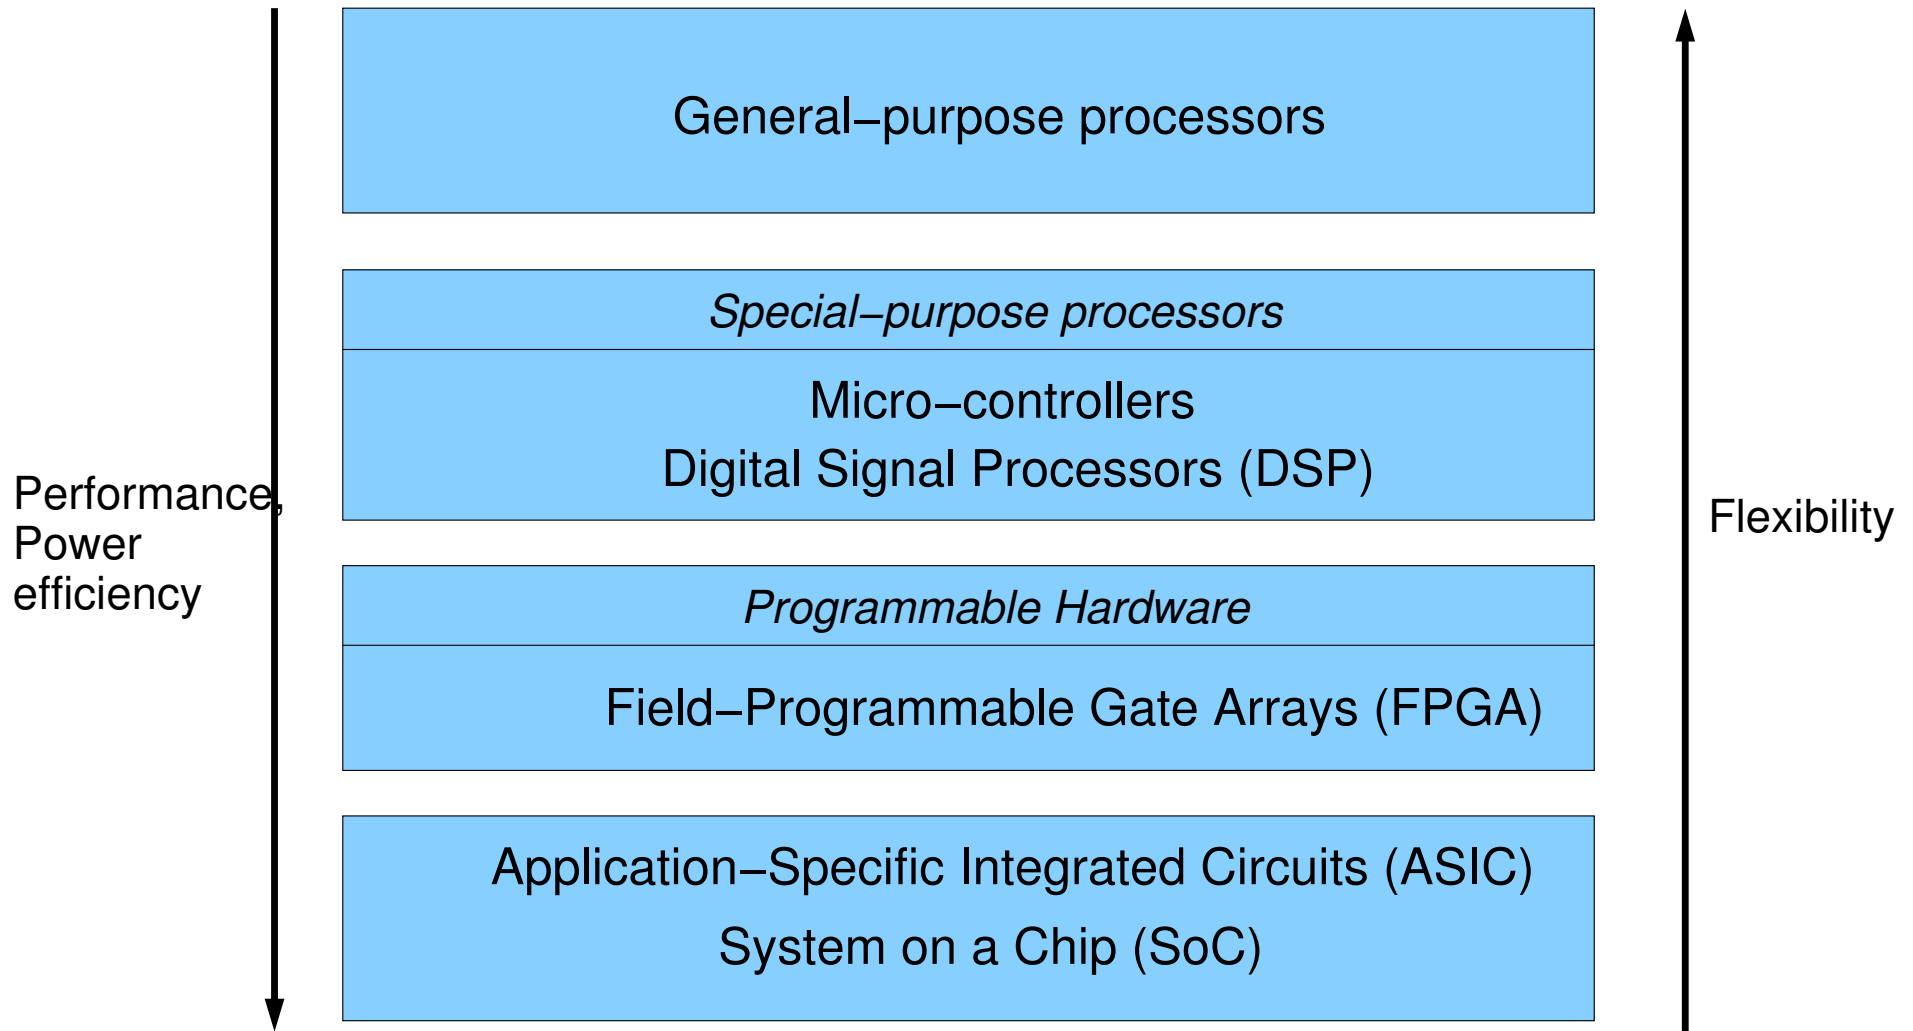 General−purpose processors
Special−purpose processors
Micro−controllers
Digital Signal Processors (DSP)
Performance,
Power
efficiency
Flexibility
Programmable Hardware
Field−Programmable Gate Arrays (FPGA)
Application−Specific Integrated Circuits (ASIC)
System on a Chip (SoC)